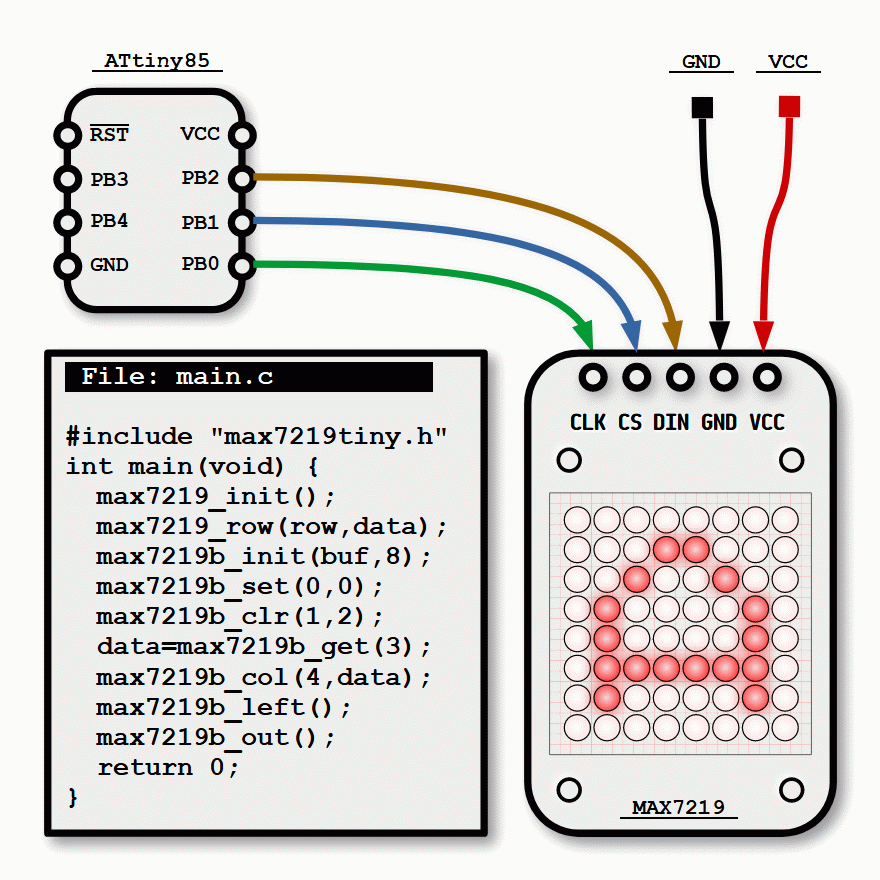 ATtiny85
GND VCC
RST VCC
PB3 PB2
PB4 PB1
GND PB0
File: main.c
#include "max7219tiny.h"
int main(void) {
  max7219_init();
  max7219_row(row,data);
  max7219b_init(buf,8);
  max7219b_set(0,0);
  max7219b_clr(1,2);
  data=max7219b_get(3);
  max7219b_col(4,data);
  max7219b_left();
  max7219b_out();
  return 0;
}
CLK CS DIN GND VCC
MAX7219